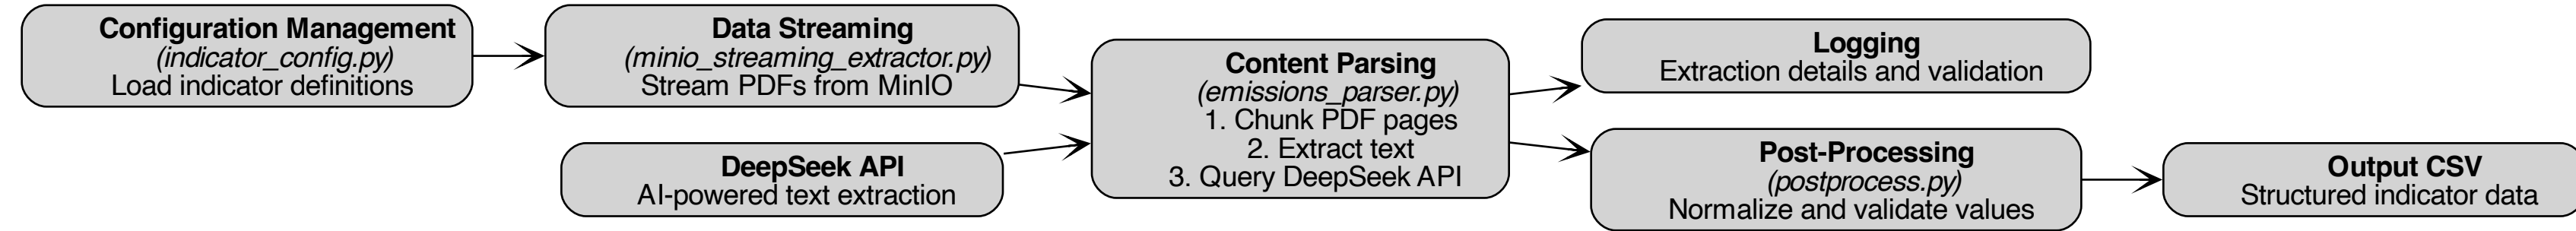 Configuration Management
(indicator_config.py)
Load indicator definitions
Data Streaming
(minio_streaming_extractor.py)
Stream PDFs from MinIO
DeepSeek API
AI-powered text extraction
Content Parsing
(emissions_parser.py)
1. Chunk PDF pages
2. Extract text
3. Query DeepSeek API
Logging
Extraction details and validation
Post-Processing
(postprocess.py)
Normalize and validate values
Output CSV
Structured indicator data